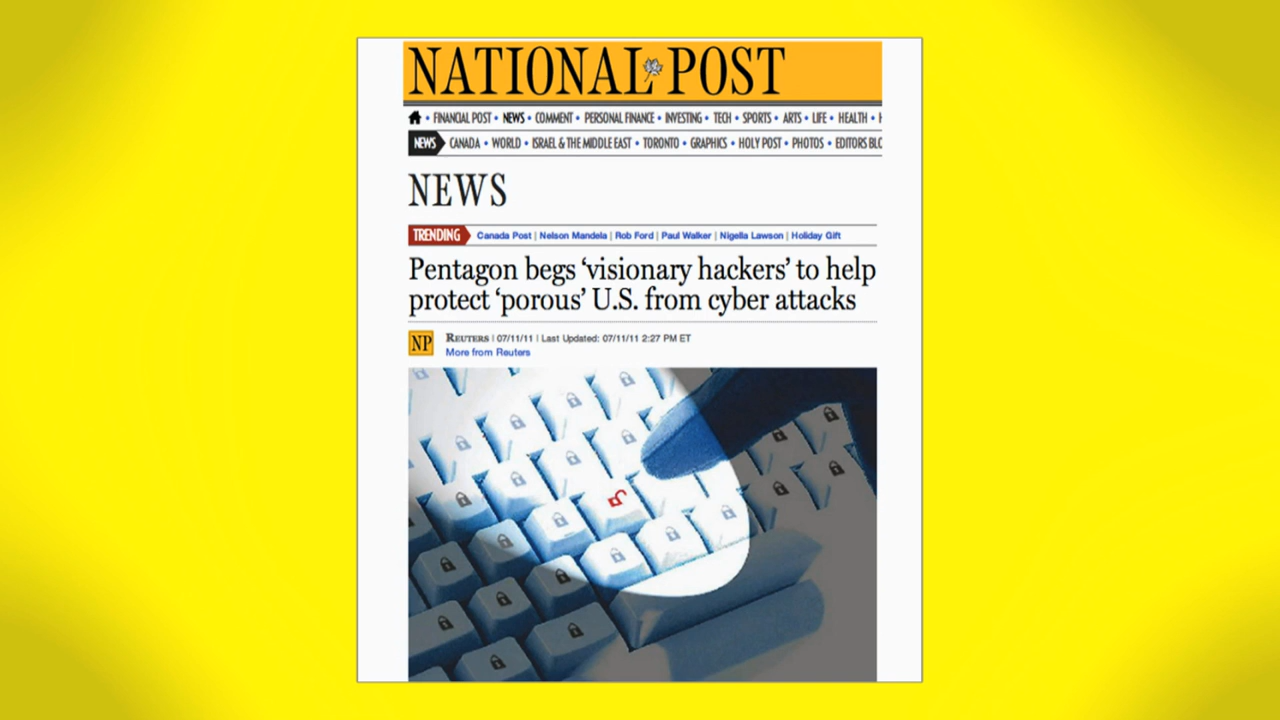 NATIONAL POST
FINANCIAL POST • NEWS • COMMENT • PERSONAL FINANCE • INVESTING • TECH • SPORTS • ARTS • LIFE • HEALTH •
NEWS CANADA • WORLD • ISRAEL & THE MIDDLE EAST • TORONTO • GRAPHICS • HOLY POST • PHOTOS • EDITORS
NEWS
TRENDING Canada Post | Nelson Mandela | Rob Ford | Paul Walker | Nigella Lawson | Holiday Gift
Pentagon begs ‘visionary hackers’ to help
protect ‘porous’ U.S. from cyber attacks
NP REUTERS | 07/11/11 | Last Updated: 07/11/11 2:27 PM ET
More from Reuters